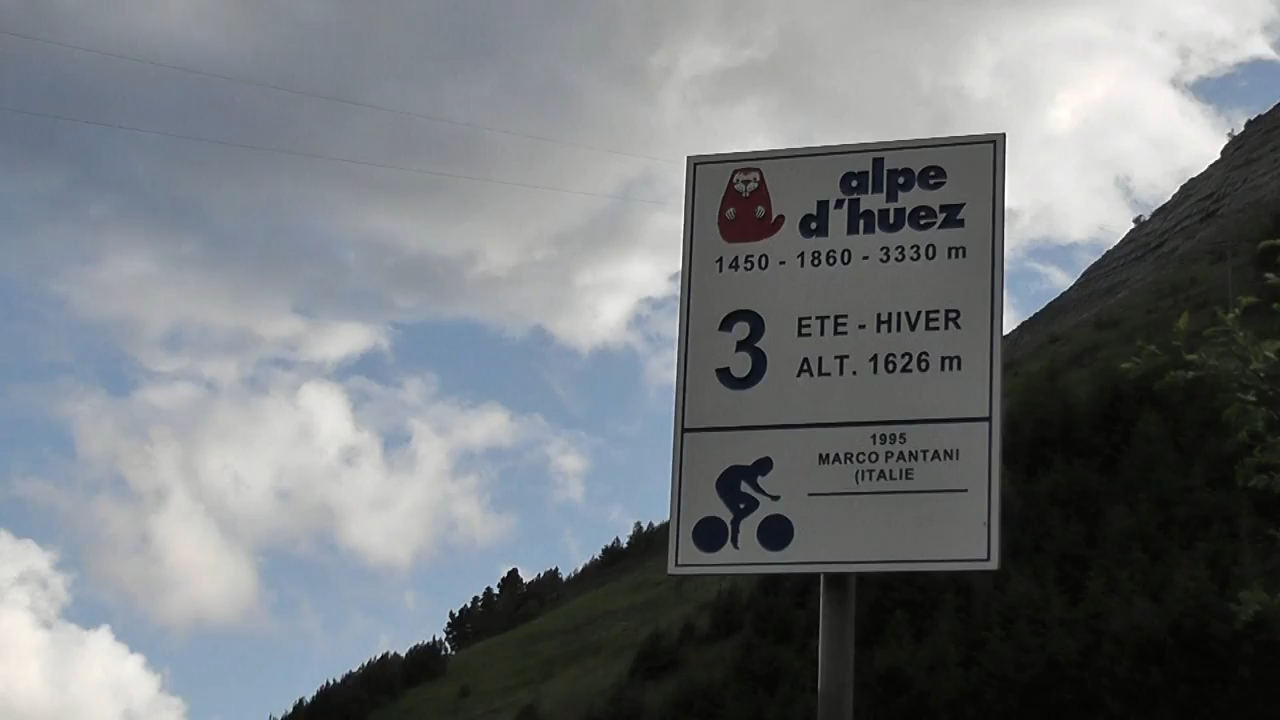 alpe
d'huez
1450 - 1860 - 3330 m
3 ETE - HIVER
ALT. 1626 m
1995
MARCO PANTANI
(ITALIE